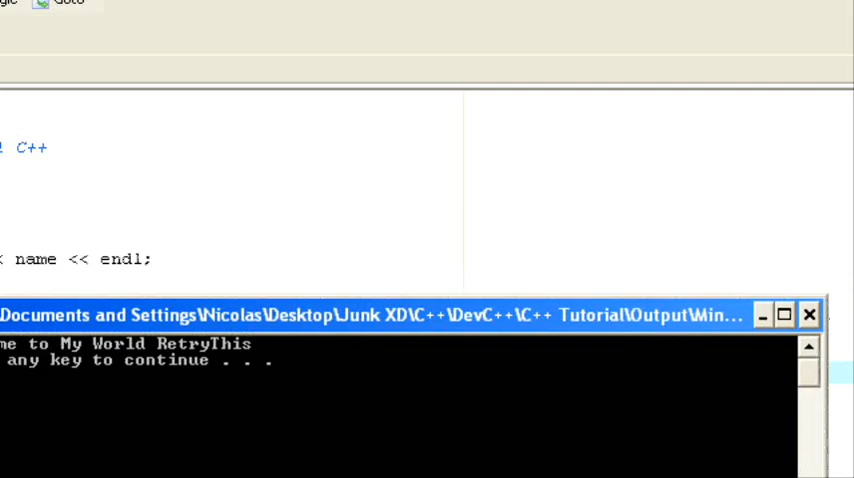 Goto
C++
name << endl;
\Documents and Settings\Nicolas\Desktop\Junk XD\C++\DevC++\C++ Tutorial\Output\Min...
me to My World RetryThis
any key to continue . . .